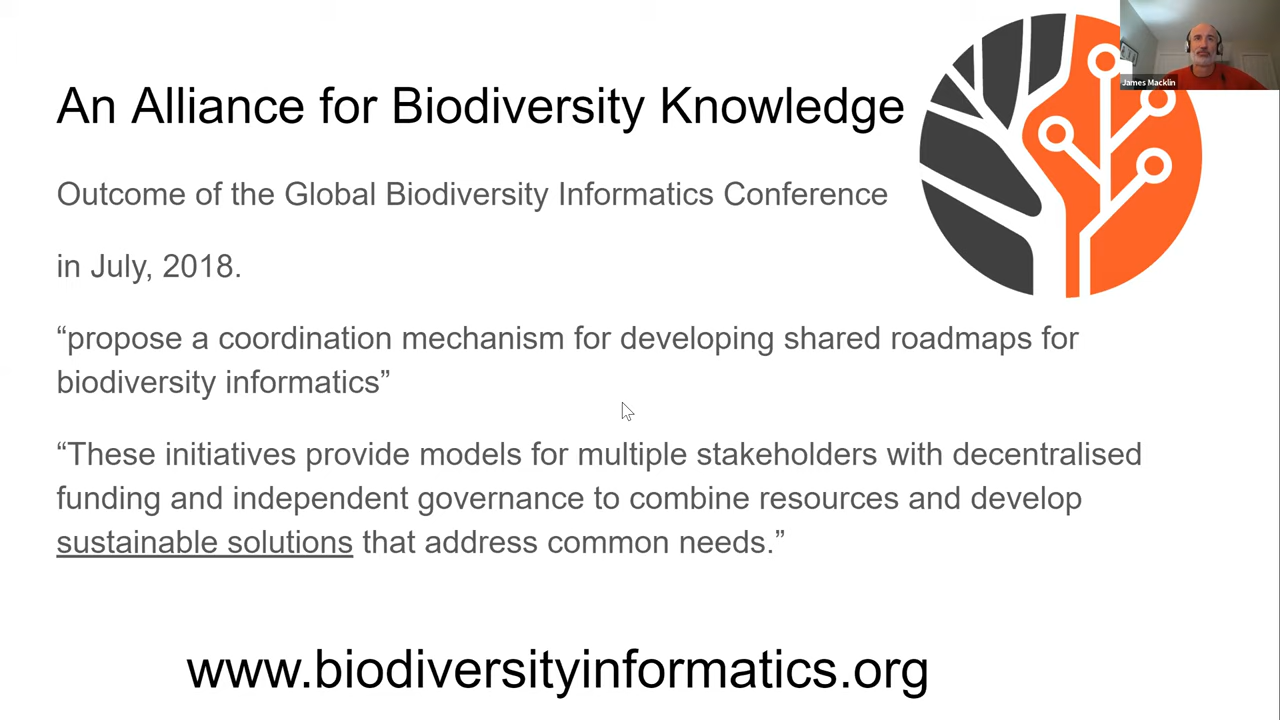 James Macklin
An Alliance for Biodiversity Knowledge
Outcome of the Global Biodiversity Informatics Conference
in July, 2018.
“propose a coordination mechanism for developing shared roadmaps for
biodiversity informatics”
“These initiatives provide models for multiple stakeholders with decentralised
funding and independent governance to combine resources and develop
sustainable solutions that address common needs.”
www.biodiversityinformatics.org